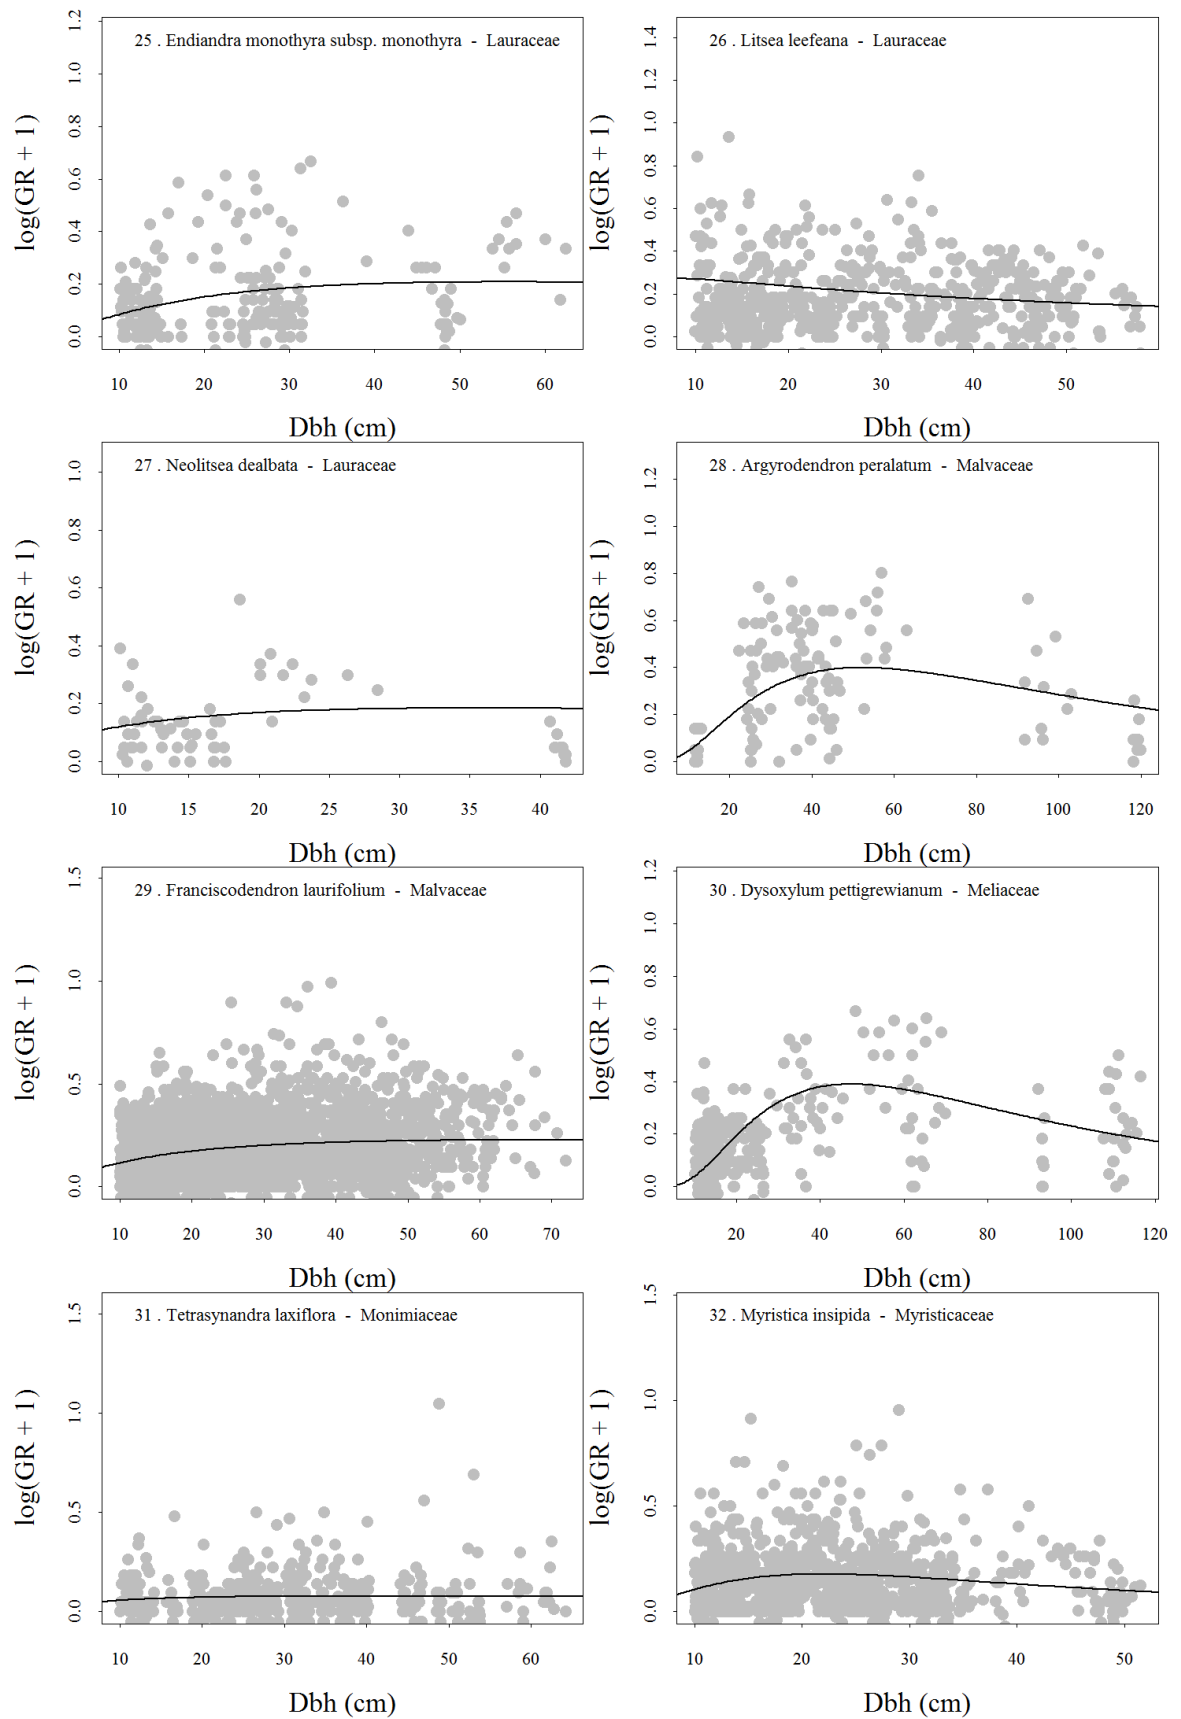 25 . Endiandra monothyra subsp. monothyra - Lauraceae
log(GR + 1)
0.0 0.2 0.4 0.6 0.8 1.0 1.2
10 20 30 40 50 60
Dbh (cm)
26 . Litsea leefeana - Lauraceae
log(GR + 1)
0.0 0.2 0.4 0.6 0.8 1.0 1.2 1.4
10 20 30 40 50
Dbh (cm)
27 . Neolitsea dealbata - Lauraceae
log(GR + 1)
0.0 0.2 0.4 0.6 0.8 1.0
10 15 20 25 30 35 40
Dbh (cm)
28 . Argyrodendron peralatum - Malvaceae
log(GR + 1)
0.0 0.2 0.4 0.6 0.8 1.0 1.2
20 40 60 80 100 120
Dbh (cm)
29 . Franciscodendron laurifolium - Malvaceae
log(GR + 1)
0.0 0.5 1.0 1.5
10 20 30 40 50 60 70
Dbh (cm)
30 . Dysoxylum pettigrewianum - Meliaceae
log(GR + 1)
0.0 0.2 0.4 0.6 0.8 1.0 1.2
20 40 60 80 100 120
Dbh (cm)
31 . Tetrasynandra laxiflora - Monimiaceae
log(GR + 1)
0.0 0.5 1.0 1.5
10 20 30 40 50 60
Dbh (cm)
32 . Myristica insipida - Myristicaceae
log(GR + 1)
0.0 0.5 1.0 1.5
10 20 30 40 50
Dbh (cm)